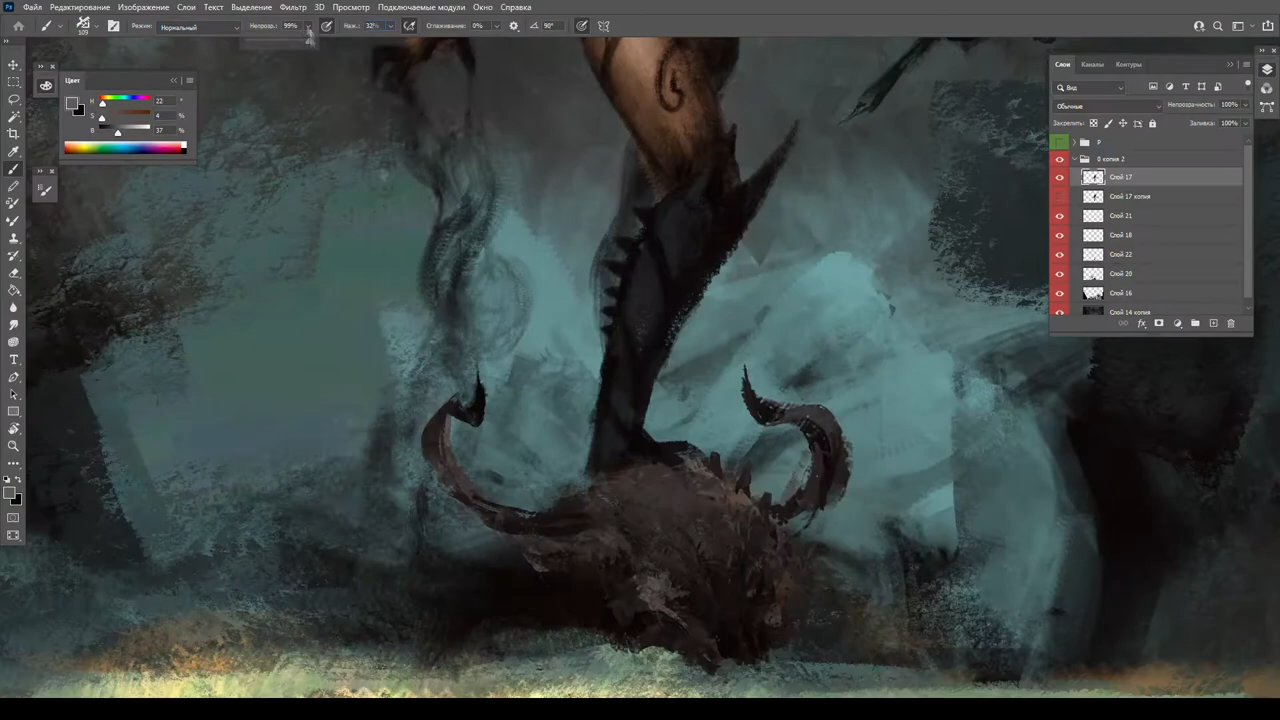 Ps Файл Редактирование Изображение Слои Текст Выделение Фильтр 3D Просмотр Подключаемые модули Окно Справка
109 Режим: Нормальный Непрозр.: 99% Наж.: 32% Сглаживание: 0% 90°
Цвет
H 22 °
S 4 %
B 37 %
Слои Каналы Контуры
Вид
Обычные Непрозрачность: 100%
Закрепить: Заливка: 100%
P
0 копия 2
Слой 17
Слой 17 копия
Слой 21
Слой 18
Слой 22
Слой 20
Слой 16
Слой 14 копия
fx